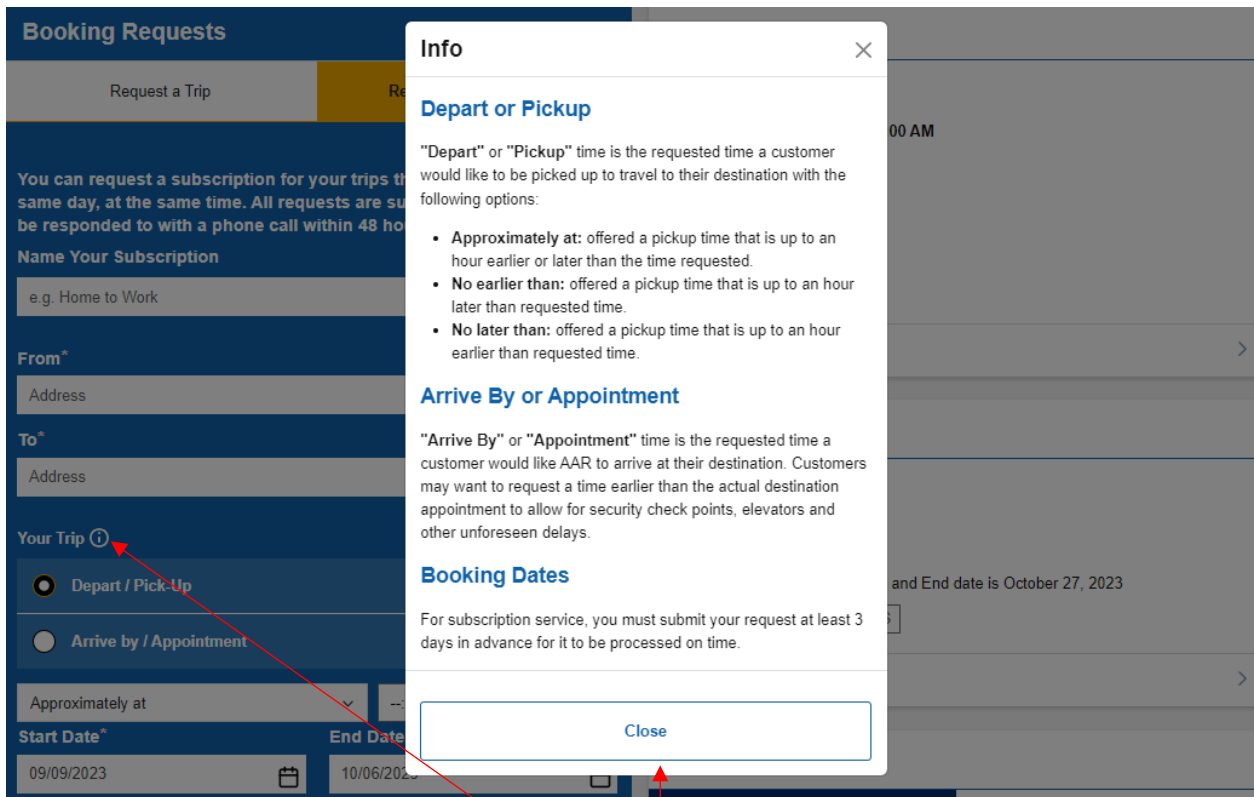 Booking Requests
Request a Trip
Re
You can request a subscription for your trips th
same day, at the same time. All requests are su
be responded to with a phone call within 48 ho
Name Your Subscription
e.g. Home to Work
From*
Address
To*
Address
Your Trip
Depart / Pick-Up
Arrive by / Appointment
Approximately at
--:
Start Date*
End Date
09/09/2023
10/06/202
Info
Depart or Pickup
"Depart" or "Pickup" time is the requested time a customer
would like to be picked up to travel to their destination with the
following options:
• Approximately at: offered a pickup time that is up to an
hour earlier or later than the time requested.
• No earlier than: offered a pickup time that is up to an hour
later than requested time.
• No later than: offered a pickup time that is up to an hour
earlier than requested time.
Arrive By or Appointment
"Arrive By" or "Appointment" time is the requested time a
customer would like AAR to arrive at their destination. Customers
may want to request a time earlier than the actual destination
appointment to allow for security check points, elevators and
other unforeseen delays.
Booking Dates
For subscription service, you must submit your request at least 3
days in advance for it to be processed on time.
Close
00 AM
and End date is October 27, 2023